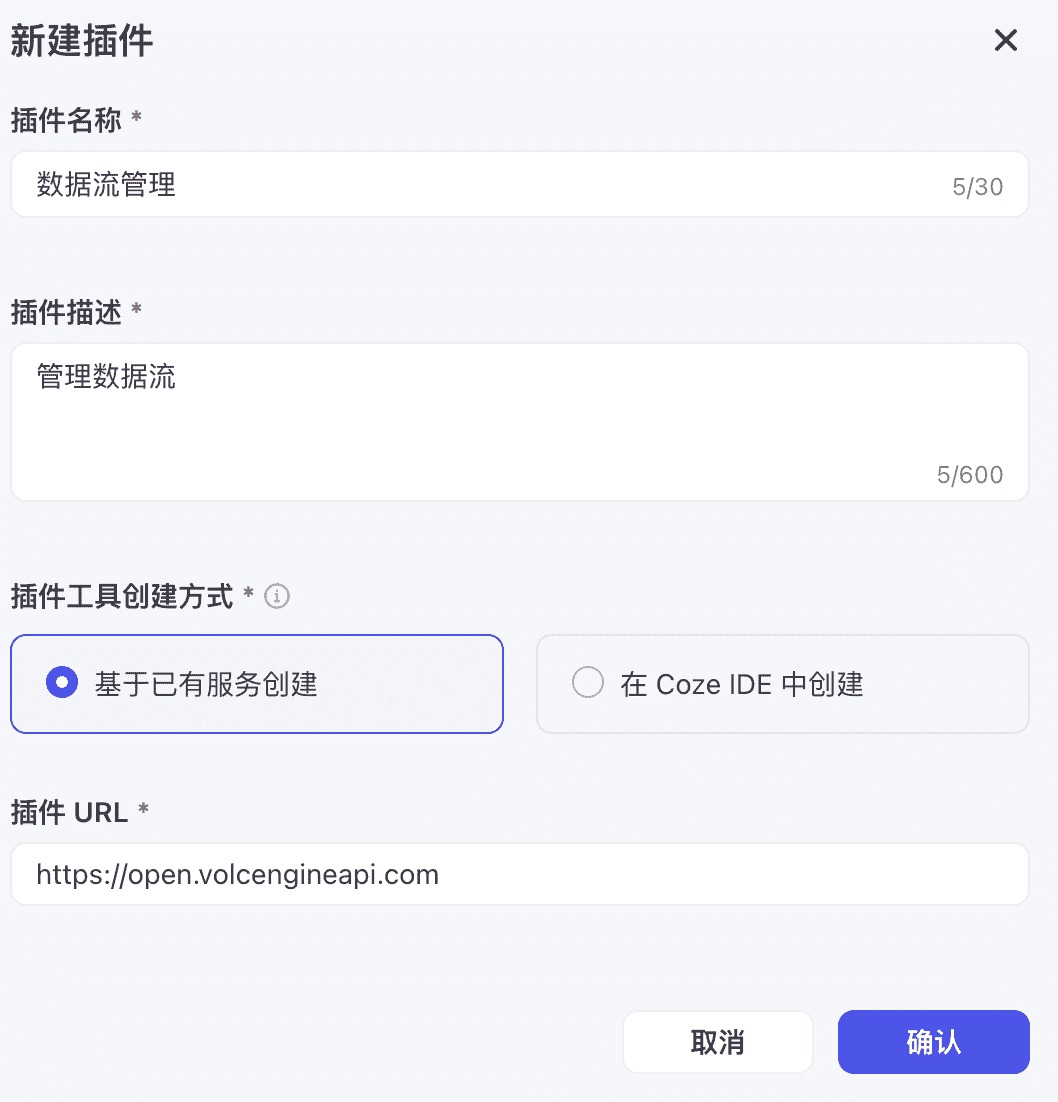 新建插件
插件名称 *
数据流管理
5/30
插件描述 *
管理数据流
5/600
插件工具创建方式 *
基于已有服务创建
在 Coze IDE 中创建
插件 URL *
https://open.volcengineapi.com
取消
确认